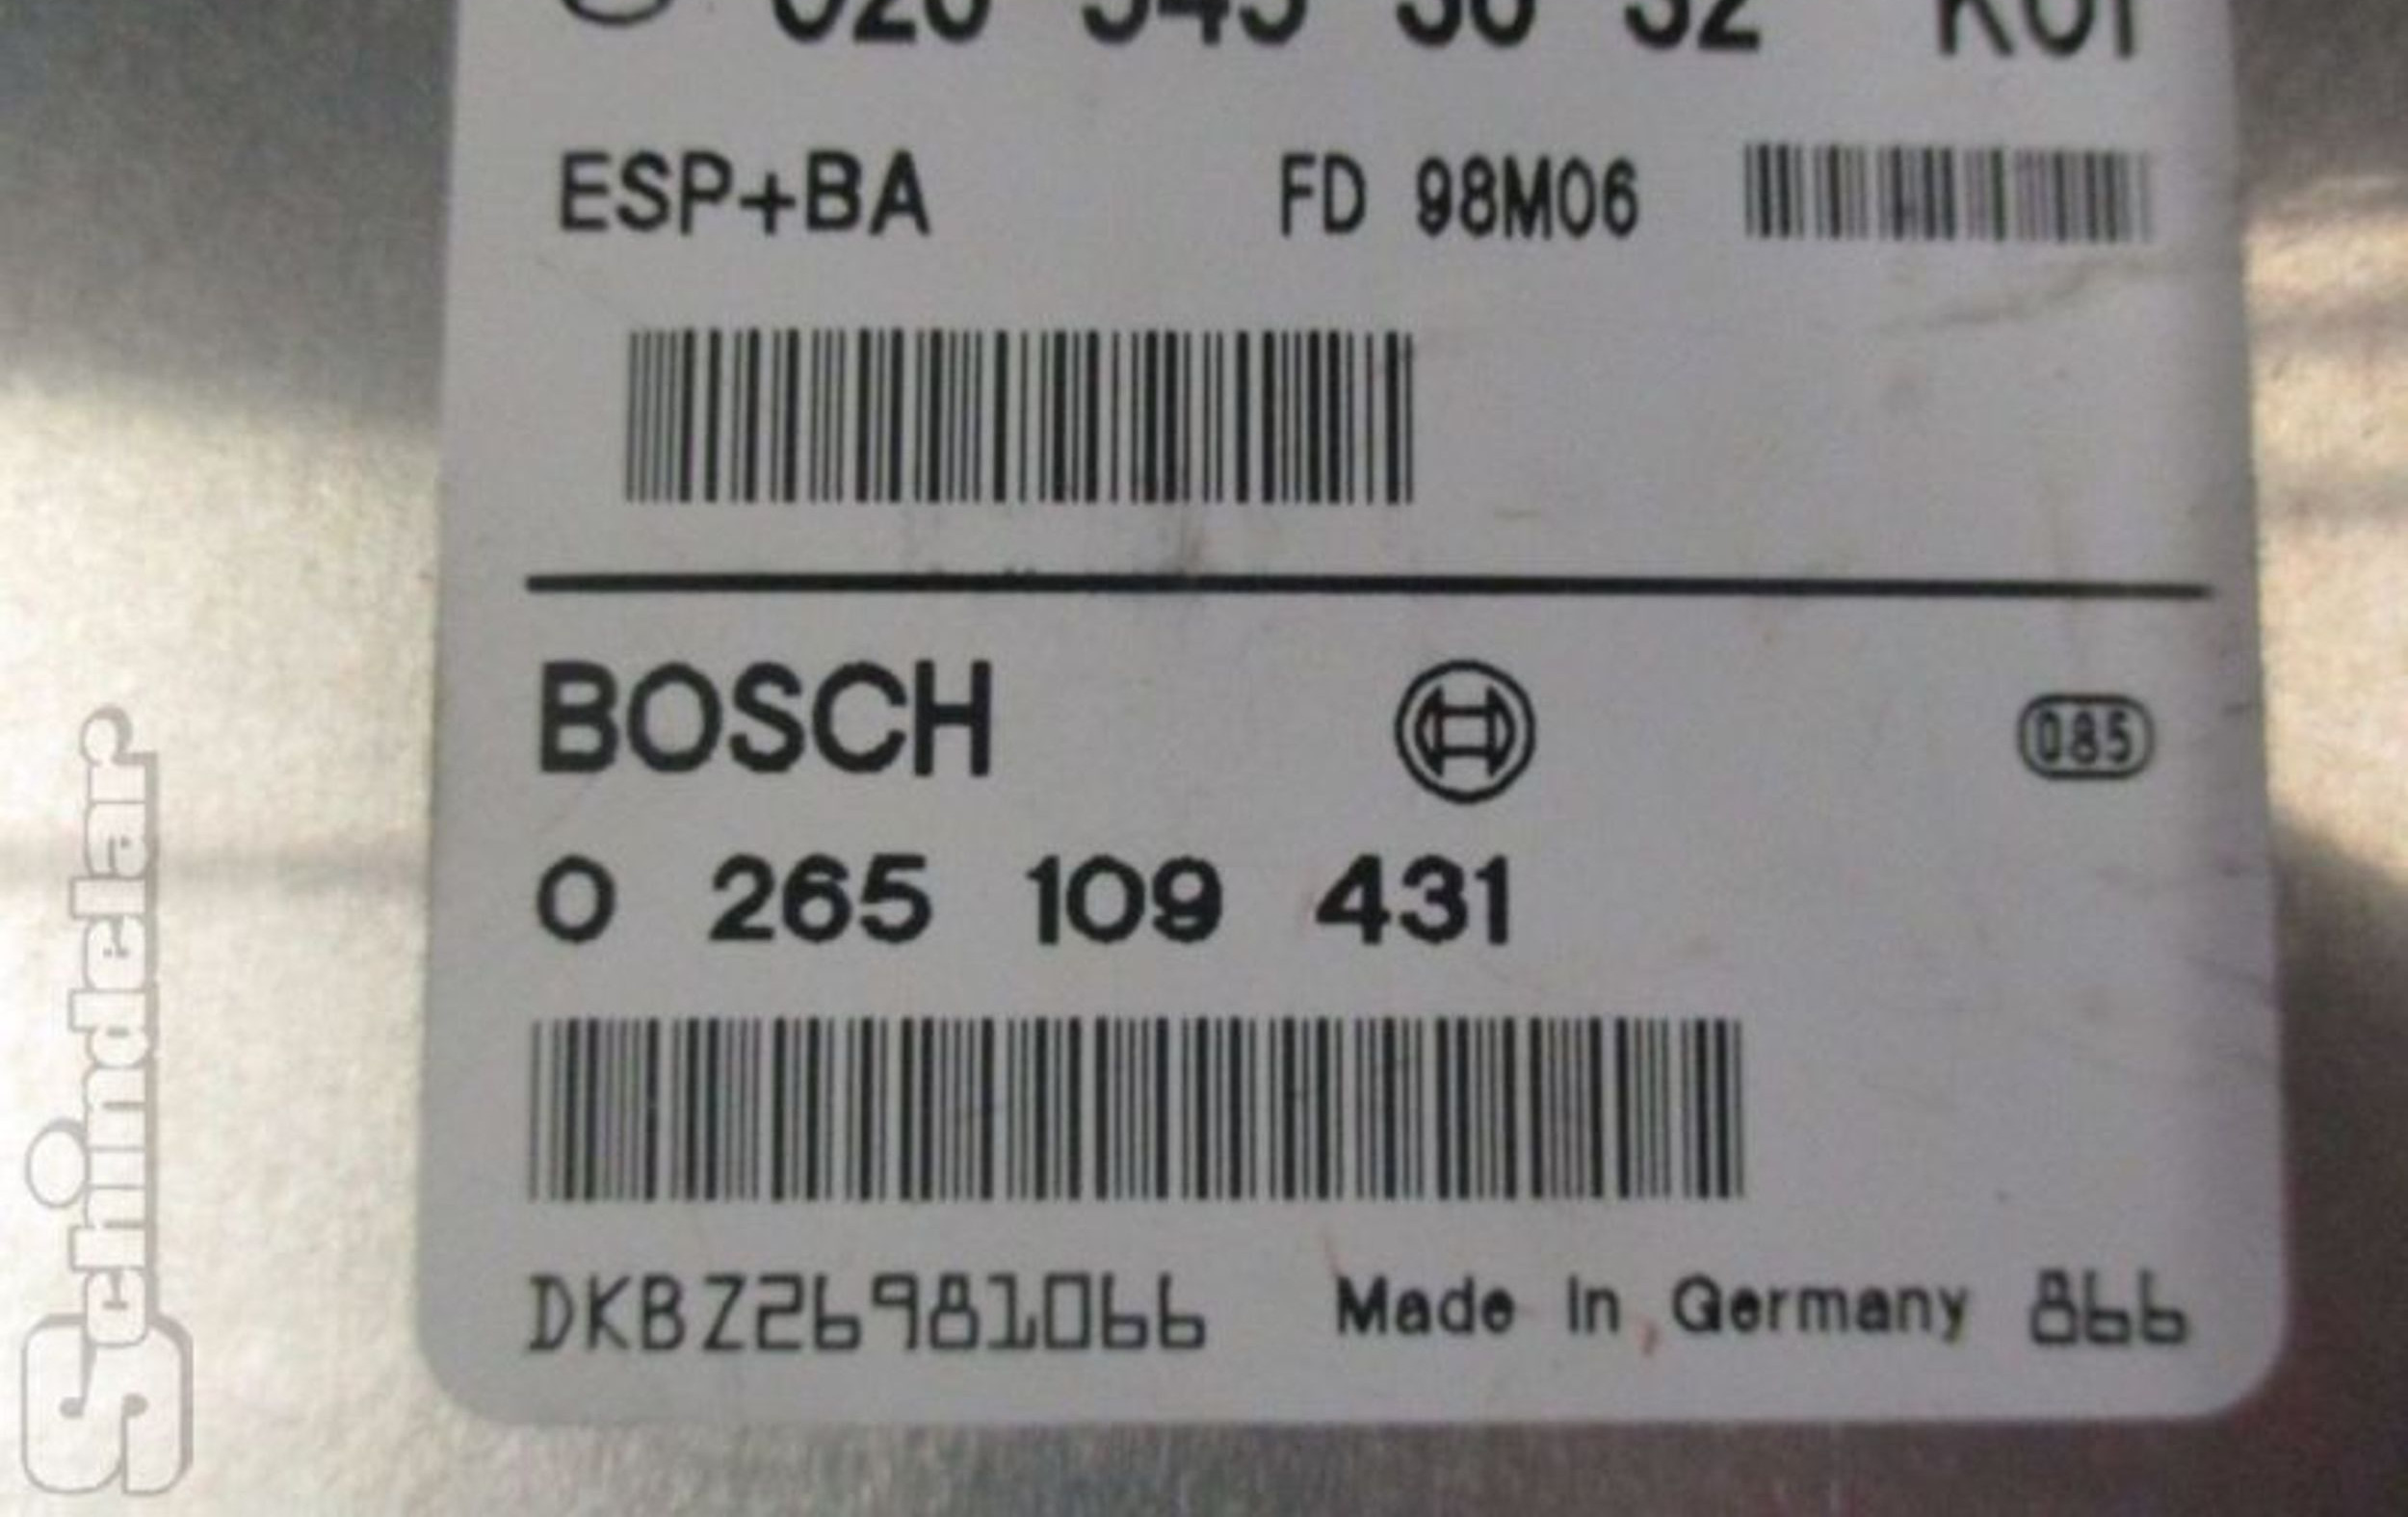 ESP+BA FD 98M06
BOSCH 085
0 265 109 431
DKBZ26981066 Made in Germany 866
Schindelar